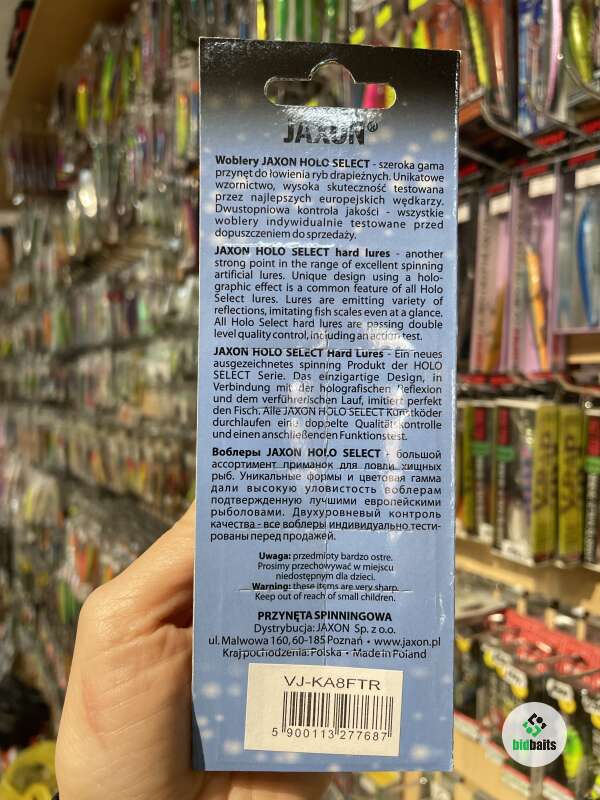 JAXON®
Woblery JAXON HOLO SELECT - szeroka gama
przynęt do łowienia ryb drapieżnych. Unikatowe
wzornictwo, wysoka skuteczność testowana
przez najlepszych europejskich wędkarzy.
Dwustopniowa kontrola jakości - wszystkie
woblery indywidualnie testowane przed
dopuszczeniem do sprzedaży.
JAXON HOLO SELECT hard lures - another
strong point in the range of excellent spinning
artificial lures. Unique design using a holo-
graphic effect is a common feature of all Holo
Select lures. Lures are emitting variety of
reflections, imitating fish scales even at a glance.
All Holo Select hard lures are passing double
level quality control, including an action test.
JAXON HOLO SELECT Hard Lures - Ein neues
ausgezeichnetes spinning Produkt der HOLO
SELECT Serie. Das einzigartige Design, in
Verbindung mit der holografischen Reflexion
und dem verführerischen Lauf, imitiert perfekt
den Fisch. Alle JAXON HOLO SELECT Kunstköder
durchlaufen eine doppelte Qualitätskontrolle
und einen anschließenden Funktionstest.
Воблеры JAXON HOLO SELECT - большой
ассортимент приманок для ловли хищных
рыб. Уникальные формы и цветовая гамма
дали высокую уловистость воблерам
подтвержденную лучшими европейскими
рыболовами. Двухуровневый контроль
качества - все воблеры индивидуально тести-
рованы перед продажей.
Uwaga: przedmioty bardzo ostre.
Prosimy przechowywać w miejscu
niedostępnym dla dzieci.
Warning: these items are very sharp.
Keep out of reach of small children.
PRZYNĘTA SPINNINGOWA
Dystrybucja: JAXON Sp. z o.o.
ul. Malwowa 160, 60-185 Poznań • www.jaxon.pl
Kraj pochodzenia: Polska • Made in Poland
VJ-KA8FTR
5 900113 277687
bidbaits